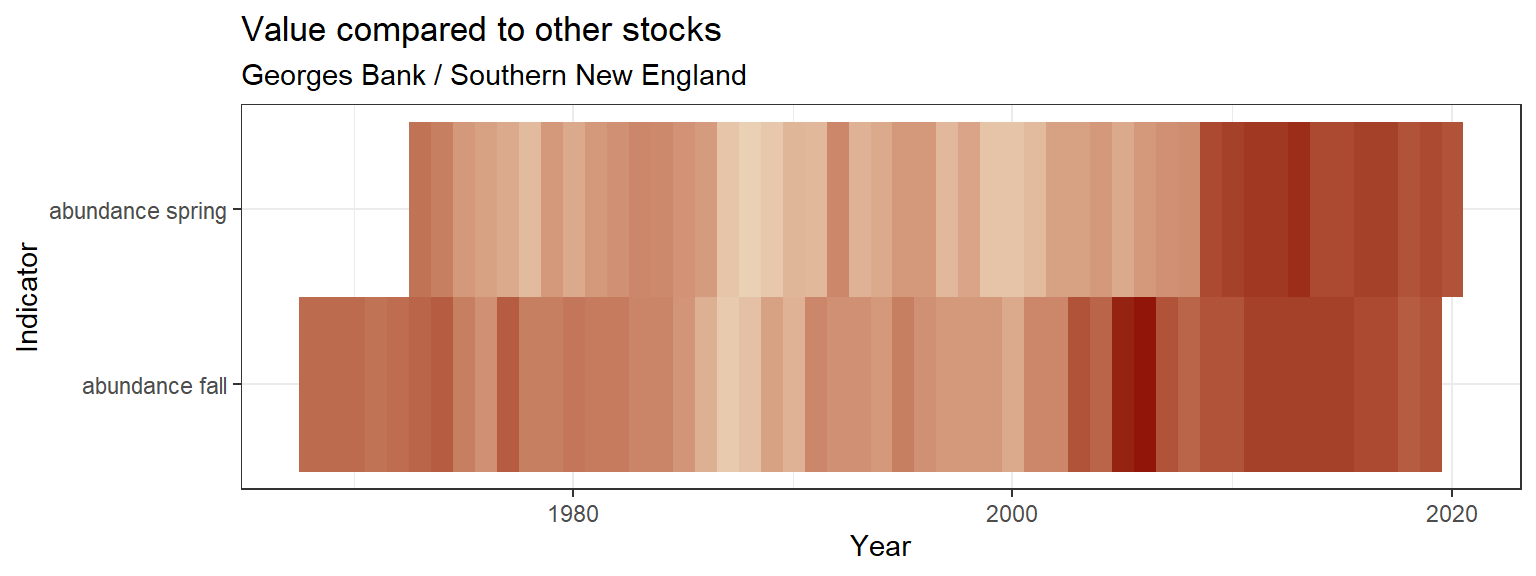 Value compared to other stocks
Georges Bank / Southern New England
abundance spring
abundance fall
Indicator
1980
2000
2020
Year